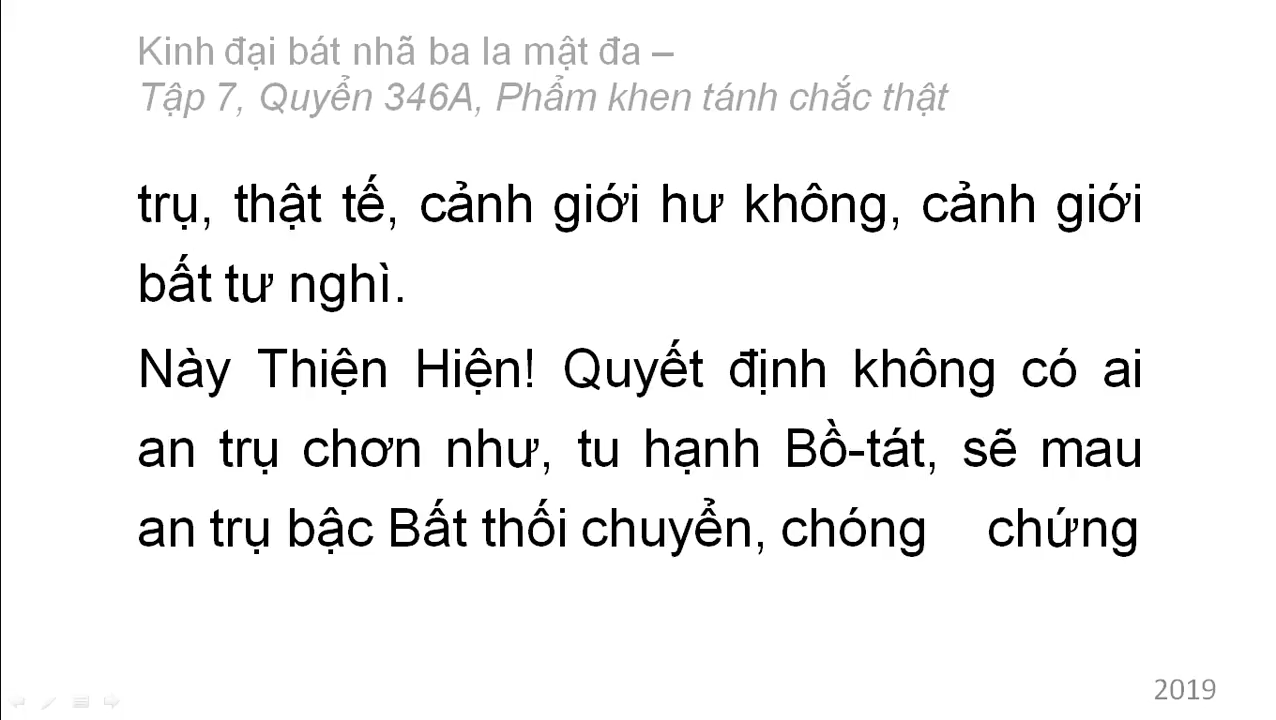 Kinh đại bát nhã ba la mật đa –
Tập 7, Quyển 346A, Phẩm khen tánh chắc thật
trụ, thật tế, cảnh giới hư không, cảnh giới
bất tư nghì.
Này Thiện Hiện! Quyết định không có ai
an trụ chơn như, tu hạnh Bồ-tát, sẽ mau
an trụ bậc Bất thối chuyển, chóng chứng
2019